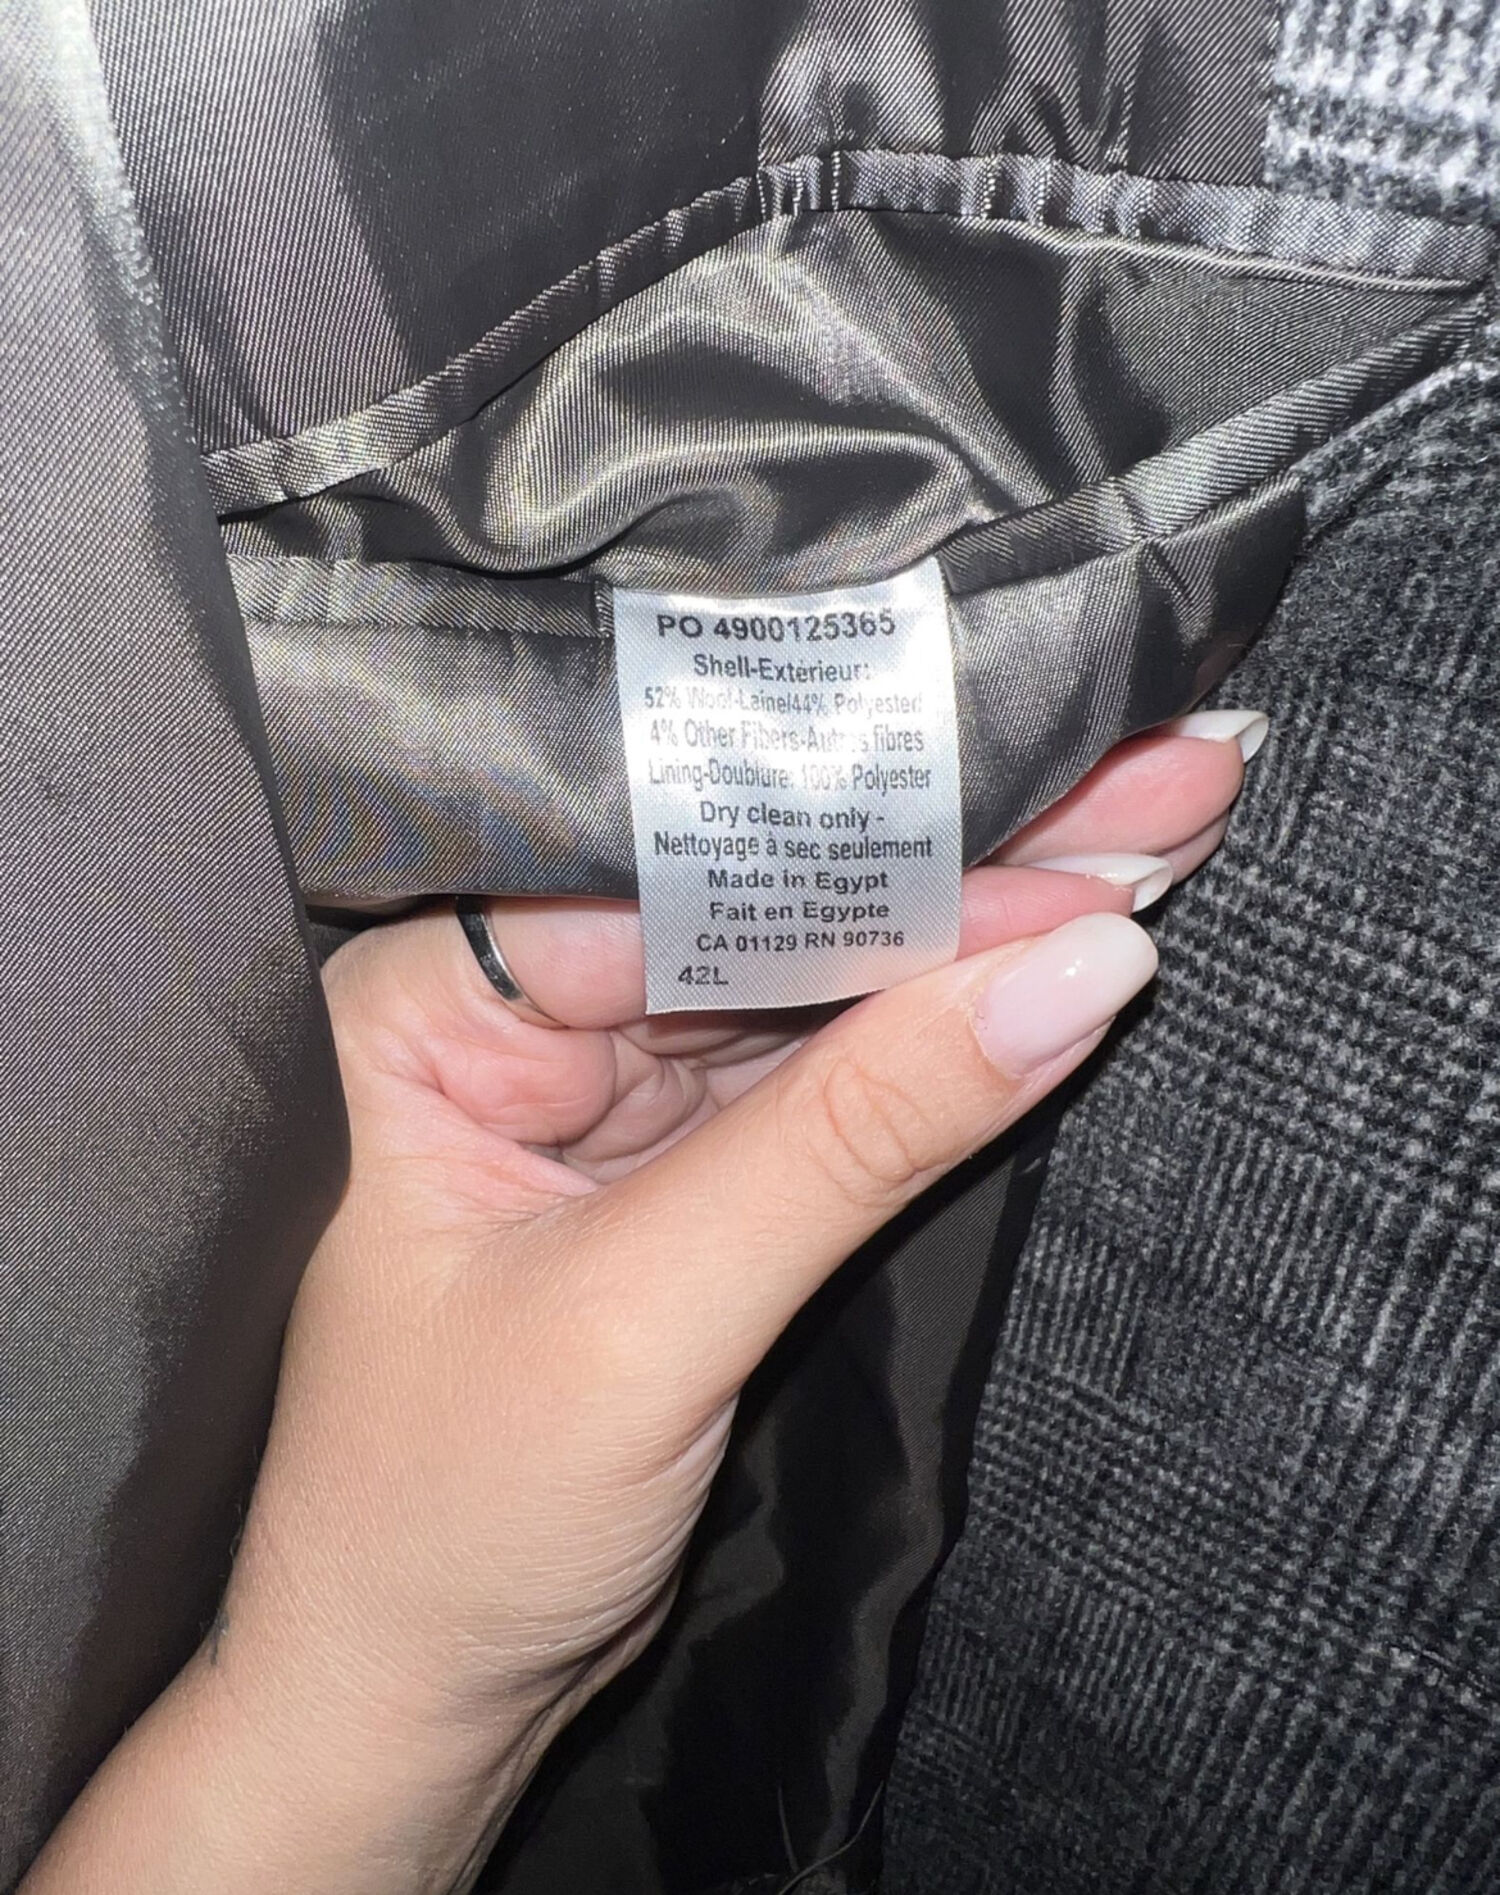 PO 4900125365
Shell-Extérieur:
52% Wool-Laine/44% Polyester/
4% Other Fibers-Autres fibres
Lining-Doublure: 100% Polyester
Dry clean only -
Nettoyage à sec seulement
Made in Egypt
Fait en Egypte
CA 01129 RN 90736
42L